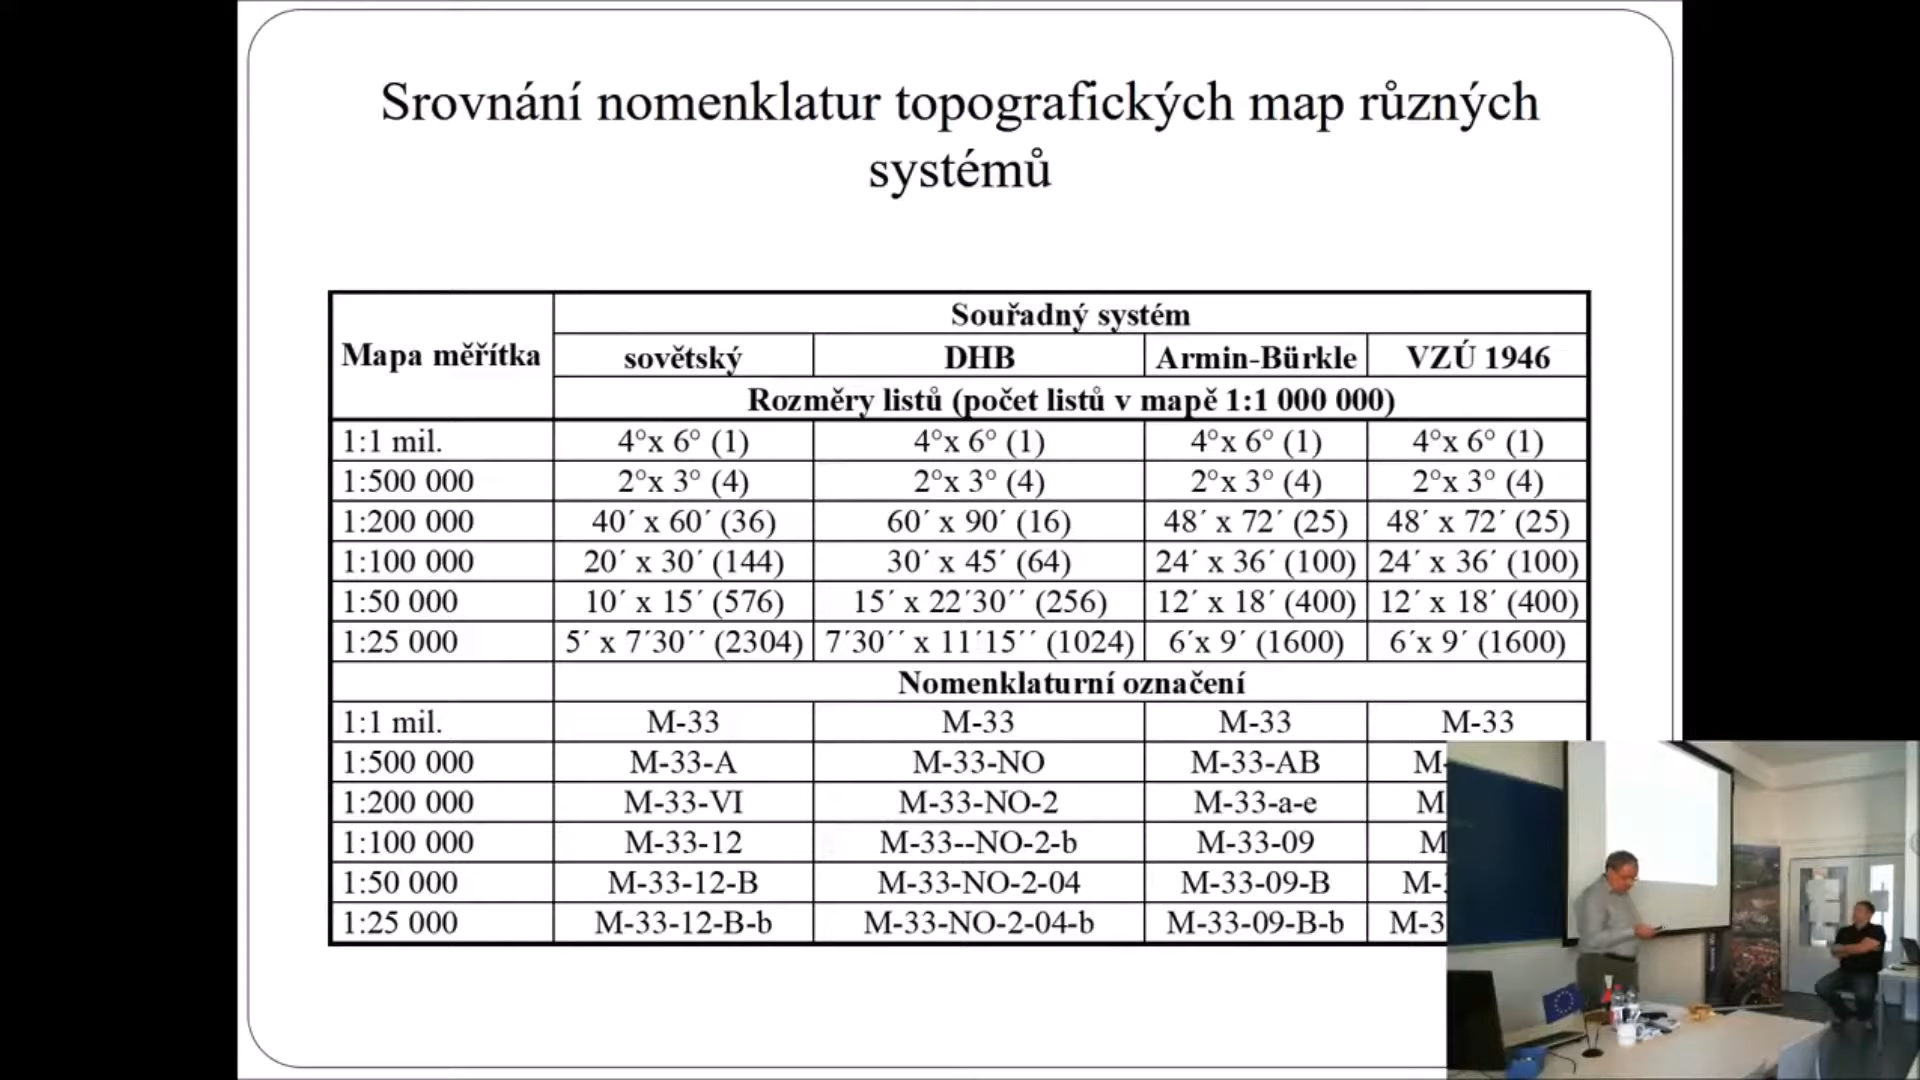 Srovnání nomenklatur topografických map různých
systémů
Mapa měřítka
Souřadný systém
sovětský DHB Armin-Bürkle VZÚ 1946
Rozměry listů (počet listů v mapě 1:1 000 000)
1:1 mil. 4°x 6° (1) 4°x 6° (1) 4°x 6° (1) 4°x 6° (1)
1:500 000 2°x 3° (4) 2°x 3° (4) 2°x 3° (4) 2°x 3° (4)
1:200 000 40´ x 60´ (36) 60´ x 90´ (16) 48´ x 72´ (25) 48´ x 72´ (25)
1:100 000 20´ x 30´ (144) 30´ x 45´ (64) 24´ x 36´ (100) 24´ x 36´ (100)
1:50 000 10´ x 15´ (576) 15´ x 22´30´´ (256) 12´ x 18´ (400) 12´ x 18´ (400)
1:25 000 5´ x 7´30´´ (2304) 7´30´´ x 11´15´´ (1024) 6´x 9´ (1600) 6´x 9´ (1600)
Nomenklaturní označení
1:1 mil. M-33 M-33 M-33 M-33
1:500 000 M-33-A M-33-NO M-33-AB M-
1:200 000 M-33-VI M-33-NO-2 M-33-a-e M
1:100 000 M-33-12 M-33--NO-2-b M-33-09 M
1:50 000 M-33-12-B M-33-NO-2-04 M-33-09-B M-
1:25 000 M-33-12-B-b M-33-NO-2-04-b M-33-09-B-b M-3